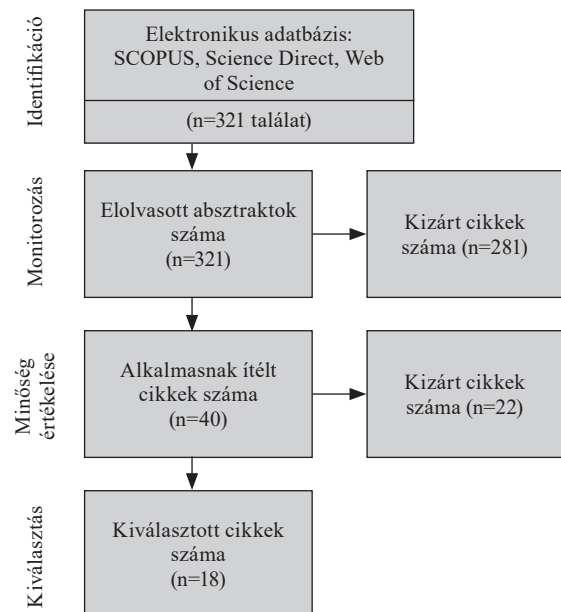 Identifikáció
Elektronikus adatbázis:
SCOPUS, Science Direct, Web
of Science
(n=321 találat)
Monitorozás
Elolvasott absztraktok
száma
(n=321)
Kizárt cikkek
száma (n=281)
Minőség
értékelése
Alkalmasnak ítélt
cikkek száma
(n=40)
Kizárt cikkek
száma (n=22)
Kiválasztás
Kiválasztott cikkek
száma
(n=18)